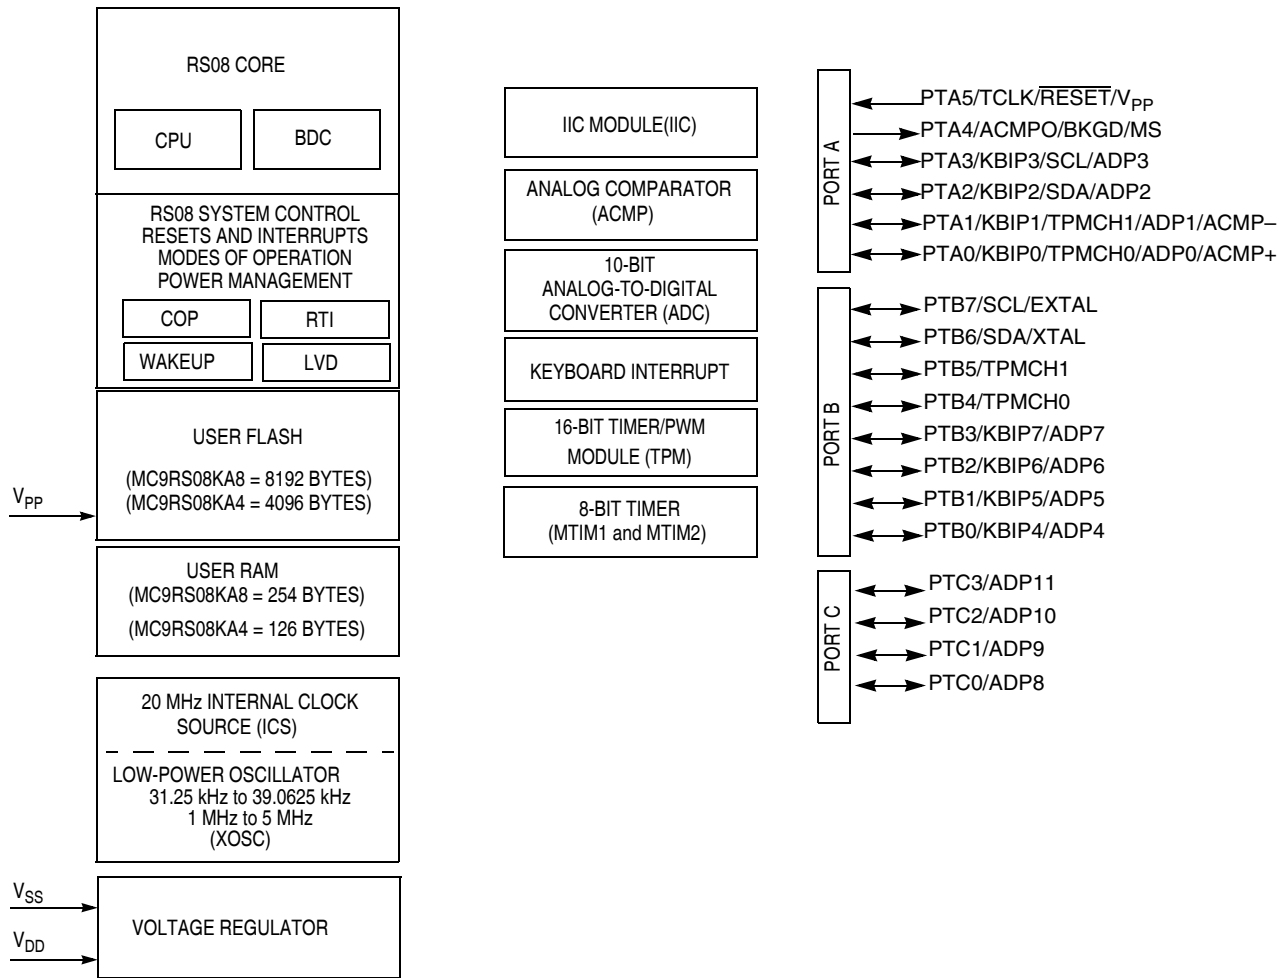 RS08 CORE
CPU
BDC
RS08 SYSTEM CONTROL
RESETS AND INTERRUPTS
MODES OF OPERATION
POWER MANAGEMENT
COP
RTI
WAKEUP
LVD
USER FLASH
(MC9RS08KA8 = 8192 BYTES)
(MC9RS08KA4 = 4096 BYTES)
VPP
USER RAM
(MC9RS08KA8 = 254 BYTES)
(MC9RS08KA4 = 126 BYTES)
20 MHz INTERNAL CLOCK
SOURCE (ICS)
LOW-POWER OSCILLATOR
31.25 kHz to 39.0625 kHz
1 MHz to 5 MHz
(XOSC)
VSS
VDD
VOLTAGE REGULATOR
IIC MODULE(IIC)
ANALOG COMPARATOR
(ACMP)
10-BIT
ANALOG-TO-DIGITAL
CONVERTER (ADC)
KEYBOARD INTERRUPT
16-BIT TIMER/PWM
MODULE (TPM)
8-BIT TIMER
(MTIM1 and MTIM2)
PORT A
PTA5/TCLK/RESET/VPP
PTA4/ACMPO/BKGD/MS
PTA3/KBIP3/SCL/ADP3
PTA2/KBIP2/SDA/ADP2
PTA1/KBIP1/TPMCH1/ADP1/ACMP–
PTA0/KBIP0/TPMCH0/ADP0/ACMP+
PORT B
PTB7/SCL/EXTAL
PTB6/SDA/XTAL
PTB5/TPMCH1
PTB4/TPMCH0
PTB3/KBIP7/ADP7
PTB2/KBIP6/ADP6
PTB1/KBIP5/ADP5
PTB0/KBIP4/ADP4
PORT C
PTC3/ADP11
PTC2/ADP10
PTC1/ADP9
PTC0/ADP8